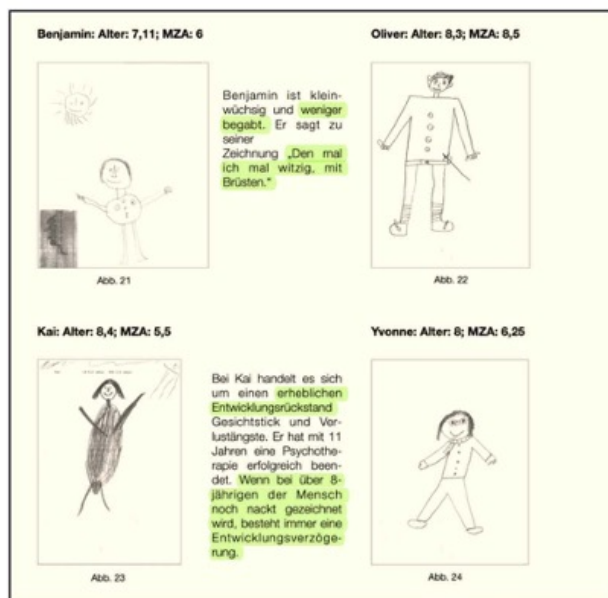 Benjamin: Alter: 7,11; MZA: 6
Oliver: Alter: 8,3; MZA: 8,5
Benjamin ist klein-
wüchsig und weniger
begabt. Er sagt zu
seiner
Zeichnung „Den mal
ich mal witzig, mit
Brüsten."
Abb. 21
Abb. 22
Kai: Alter: 8,4; MZA: 5,5
Yvonne: Alter: 8; MZA: 6,25
Bei Kai handelt es sich
um einen erheblichen
Entwicklungsrückstand
Gesichtstick und Ver-
lustängste. Er hat mit 11
Jahren eine Psychothe-
rapie erfolgreich been-
det. Wenn bei über 8-
jährigen der Mensch
noch nackt gezeichnet
wird, besteht immer eine
Entwicklungsverzöge-
rung.
Abb. 23
Abb. 24